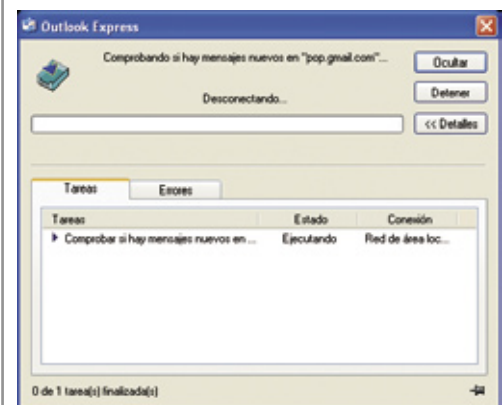 Outlook Express
Comprobando si hay mensajes nuevos en "pop.gmail.com"...
Ocultar
Desconectando...
Detener
<< Detalles
Tareas Errores
Tareas Estado Conexión
Comprobar si hay mensajes nuevos en ... Ejecutando Red de área loc...
0 de 1 tarea(s) finalizada(s)